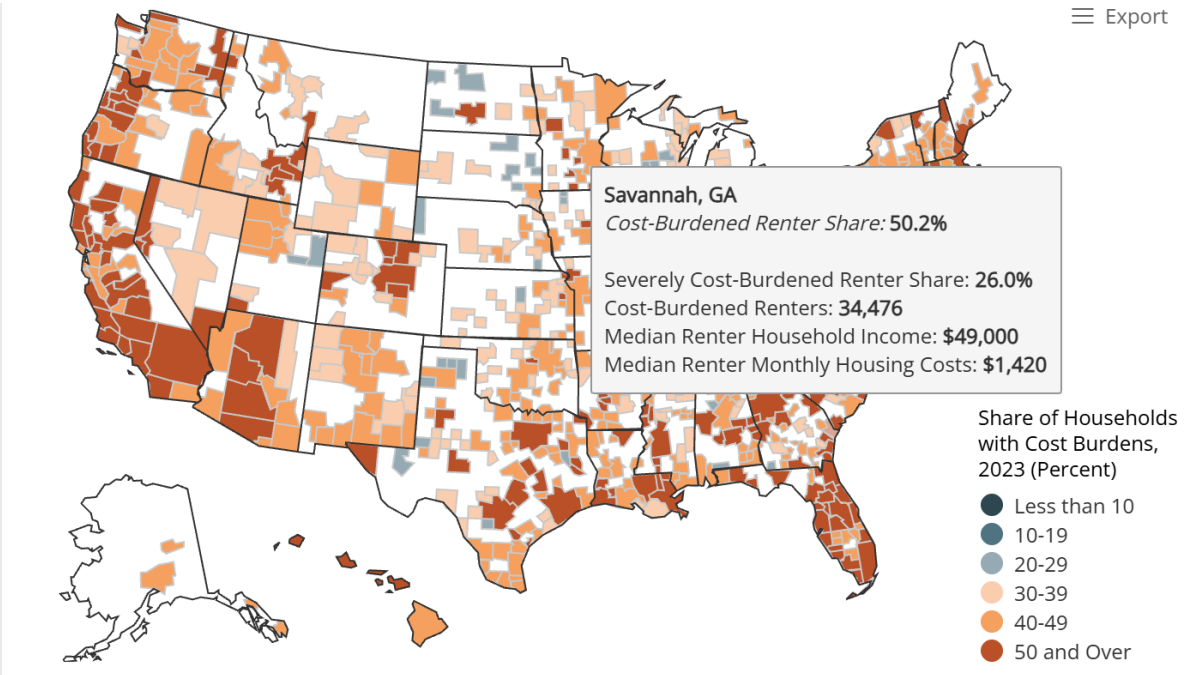 Export
Savannah, GA
Cost-Burdened Renter Share: 50.2%
Severely Cost-Burdened Renter Share: 26.0%
Cost-Burdened Renters: 34,476
Median Renter Household Income: $49,000
Median Renter Monthly Housing Costs: $1,420
Share of Households
with Cost Burdens,
2023 (Percent)
Less than 10
10-19
20-29
30-39
40-49
50 and Over